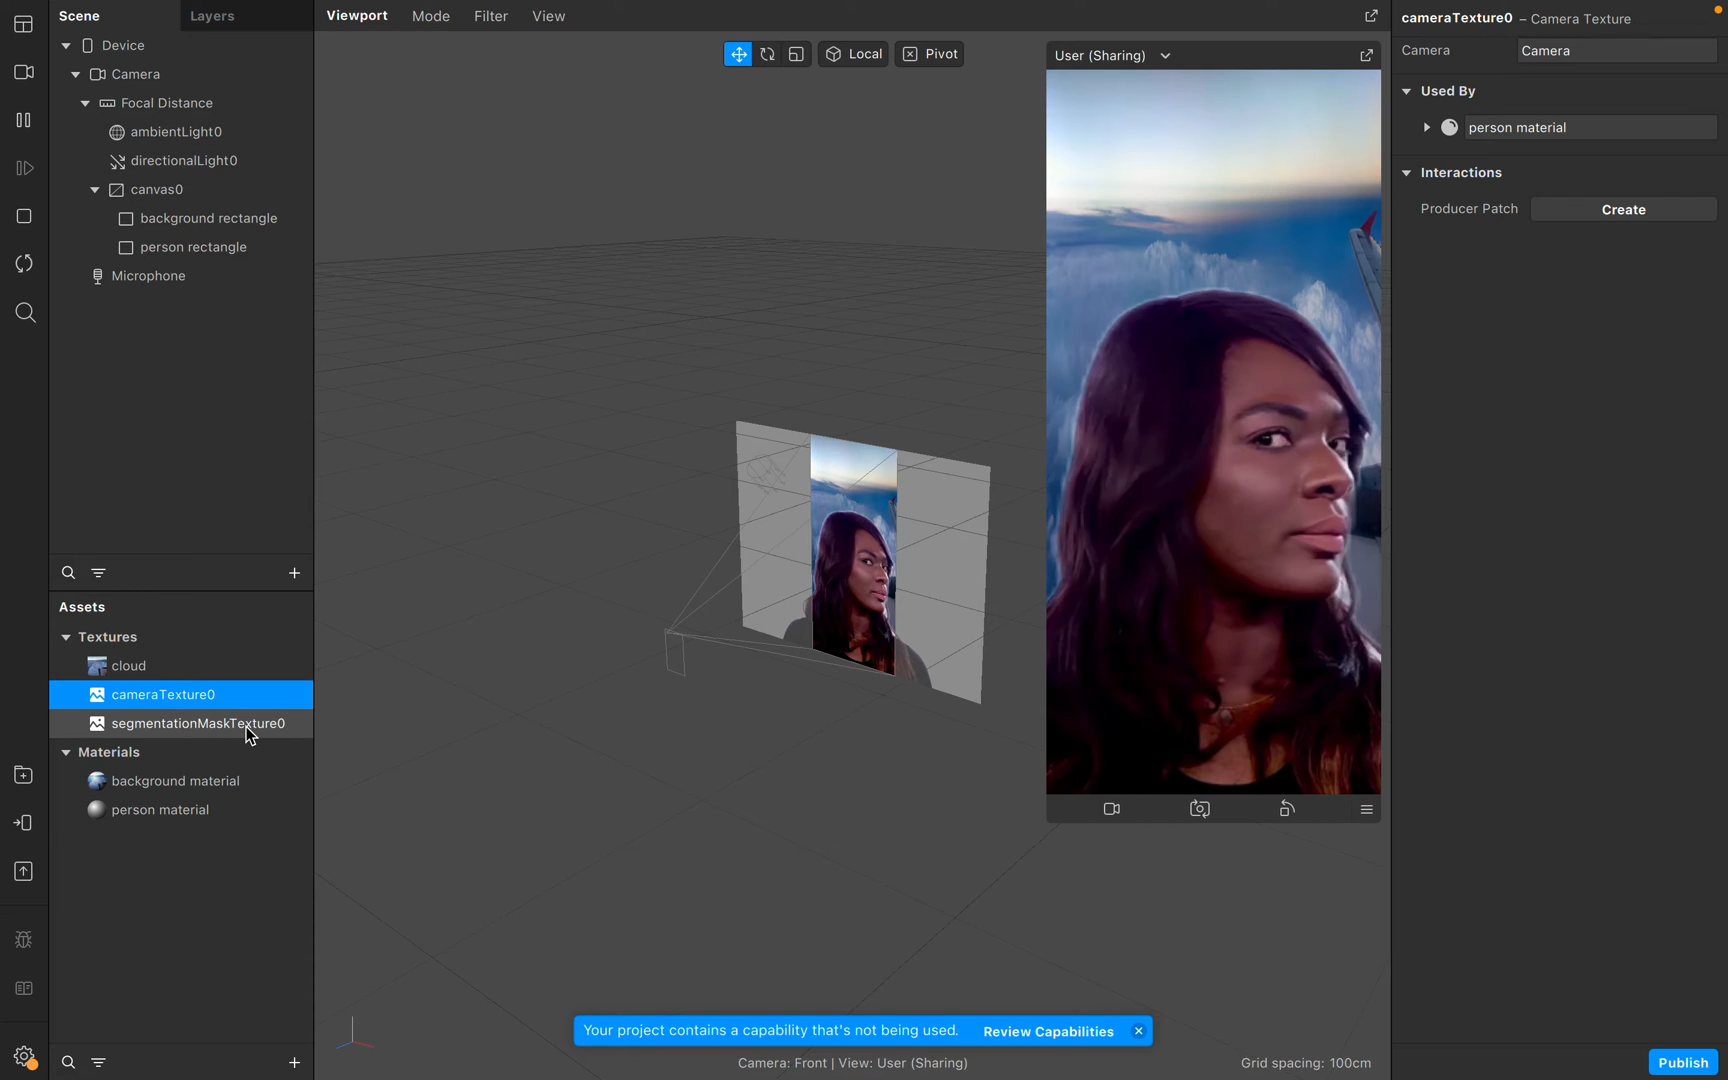 Scene
Layers
Device
Camera
Focal Distance
ambientLight0
directionalLight0
canvas0
background rectangle
person rectangle
Microphone
Assets
Textures
cloud
cameraTexture0
segmentationMaskTexture0
Materials
background material
person material
Viewport
Mode
Filter
View
Local
Pivot
User (Sharing)
Your project contains a capability that's not being used. Review Capabilities
Camera: Front | View: User (Sharing)
Grid spacing: 100cm
cameraTexture0 – Camera Texture
Camera Camera
Used By
person material
Interactions
Producer Patch Create
Publish